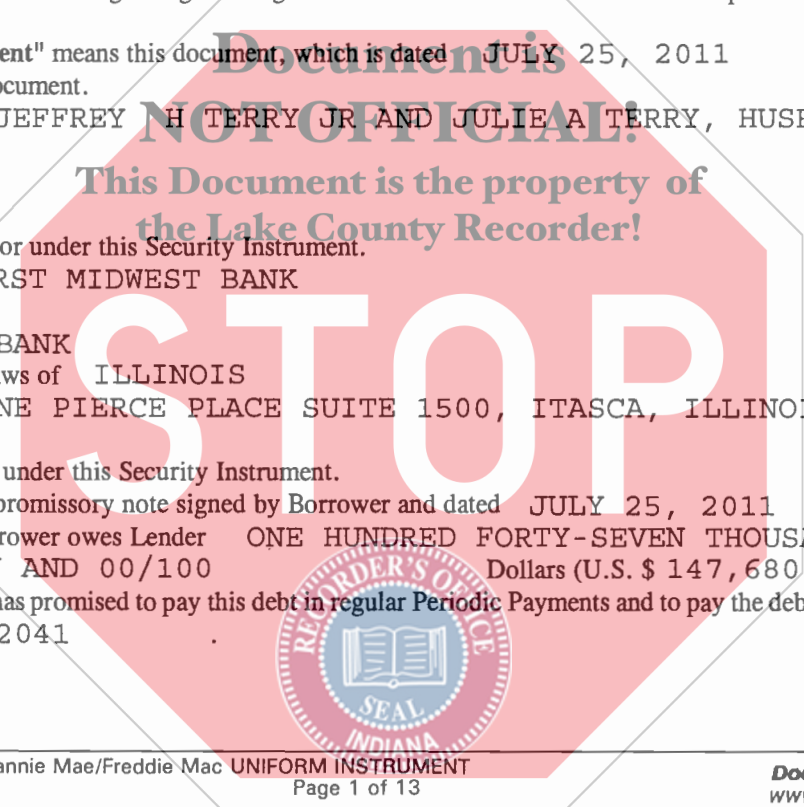 ent" means this document, which is dated JULY 25, 2011
Document is
ocument.
JEFFREY H TERRY JR AND JULIE A TERRY, HUSB
NOT OFFICIAL!
This Document is the property of
the Lake County Recorder!
or under this Security Instrument.
RST MIDWEST BANK
STOP
BANK
ws of ILLINOIS
NE PIERCE PLACE SUITE 1500, ITASCA, ILLINOI
under this Security Instrument.
promissory note signed by Borrower and dated JULY 25, 2011
rower owes Lender ONE HUNDRED FORTY-SEVEN THOUSA
AND 00/100 Dollars (U.S. $ 147,680
has promised to pay this debt in regular Periodic Payments and to pay the deb
2041 .
RECORDER'S OFFICE
SEAL
INDIANA
annie Mae/Freddie Mac UNIFORM INSTRUMENT
Page 1 of 13
Doc
www